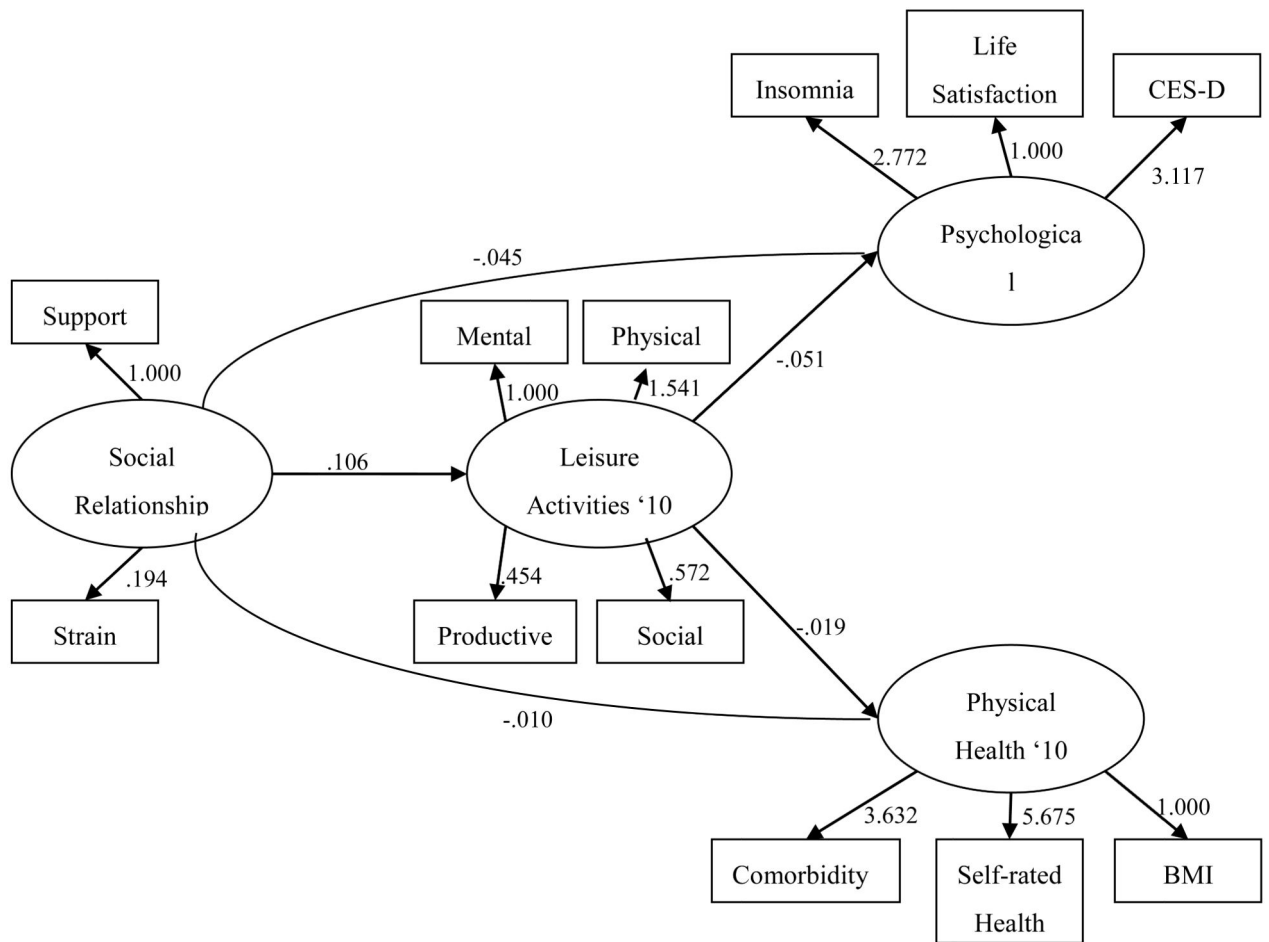 Life
Satisfaction
Insomnia
CES-D
2.772
1.000
3.117
Psychologica
l
-.045
Support
1.000
Mental
Physical
1.000
1.541
-.051
Social
Relationship
.106
Leisure
Activities ‘10
.194
.454
.572
Strain
Productive
Social
-.019
-.010
Physical
Health ‘10
3.632
5.675
1.000
Comorbidity
Self-rated
Health
BMI